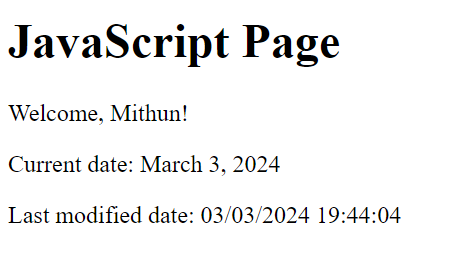 JavaScript Page
Welcome, Mithun!
Current date: March 3, 2024
Last modified date: 03/03/2024 19:44:04